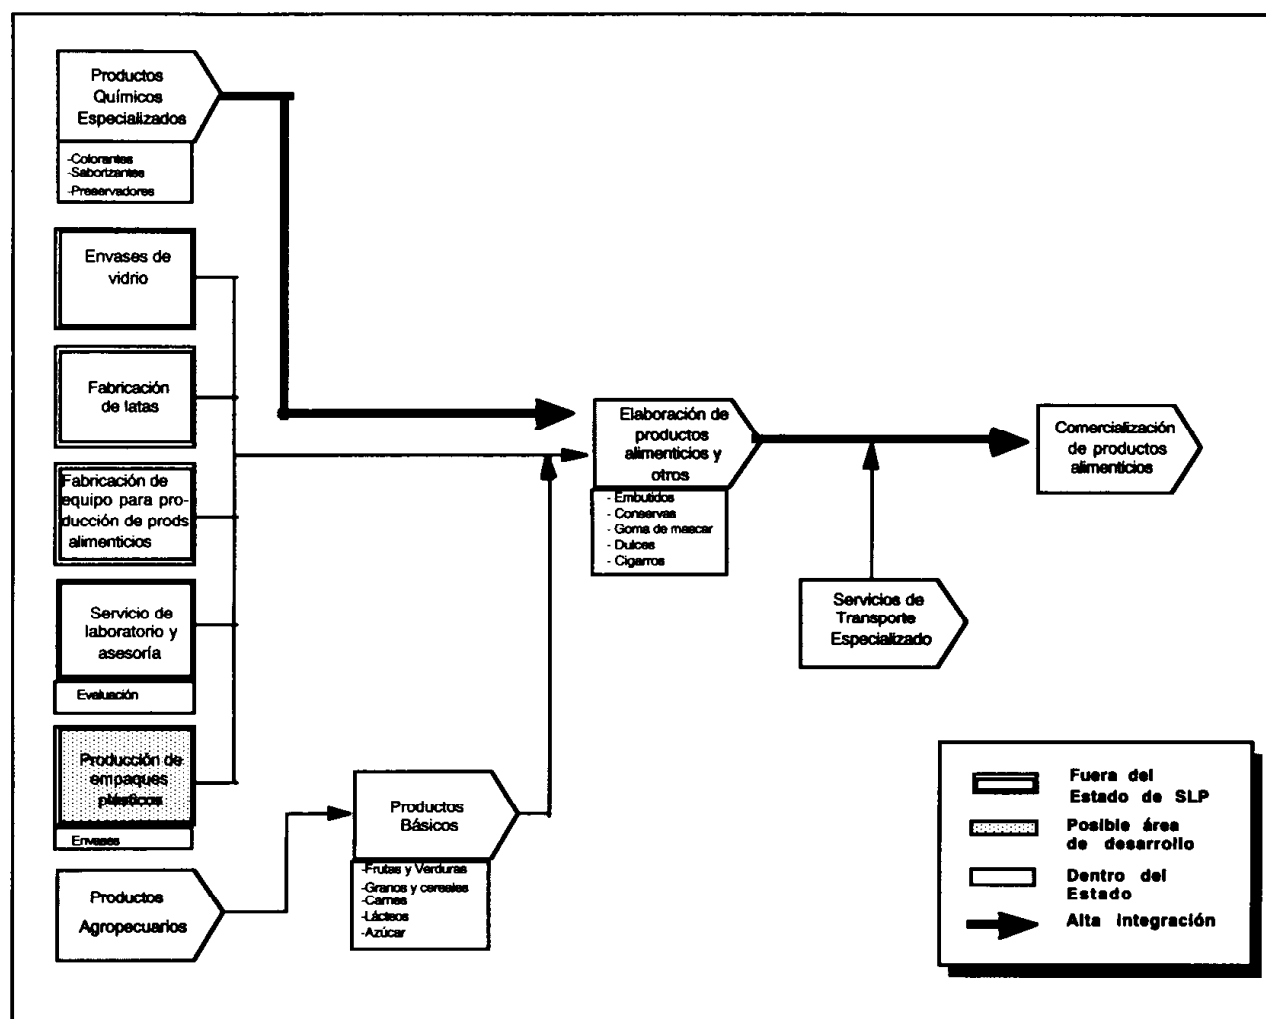 Productos
Químicos
Especializados
-Colorantes
-Saborizantes
-Preservadores
Envases de
vidrio
Fabricación
de latas
Fabricación de
equipo para pro-
ducción de prods
alimenticios
Servicio de
laboratorio y
asesoría
Evaluación
Producción de
empaques
plásticos
Envases
Productos
Agropecuarios
Productos
Básicos
-Frutas y Verduras
-Granos y cereales
-Carnes
-Lácteos
-Azúcar
Elaboración de
productos
alimenticios y
otros
- Embutidos
- Conservas
- Goma de mascar
- Dulces
- Cigarros
Servicios de
Transporte
Especializado
Comercialización
de productos
alimenticios
Fuera del
Estado de SLP
Posible área
de desarrollo
Dentro del
Estado
Alta integración